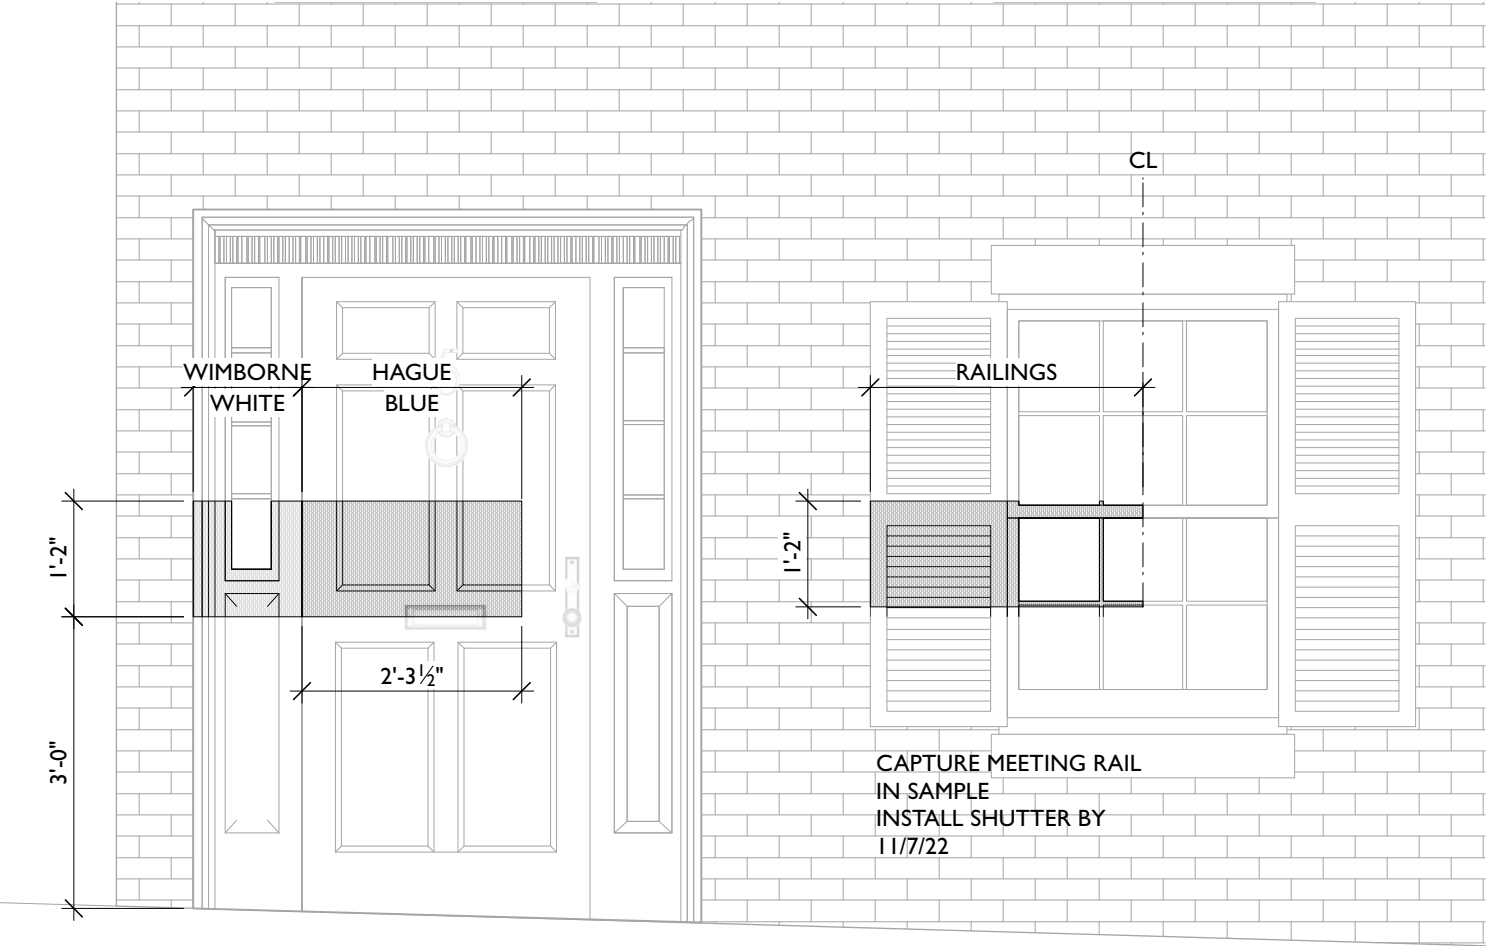 CL
WIMBORNE
WHITE
HAGUE
BLUE
RAILINGS
1'-2"
1'-2"
2'-3½"
3'-0"
CAPTURE MEETING RAIL
IN SAMPLE
INSTALL SHUTTER BY
11/7/22